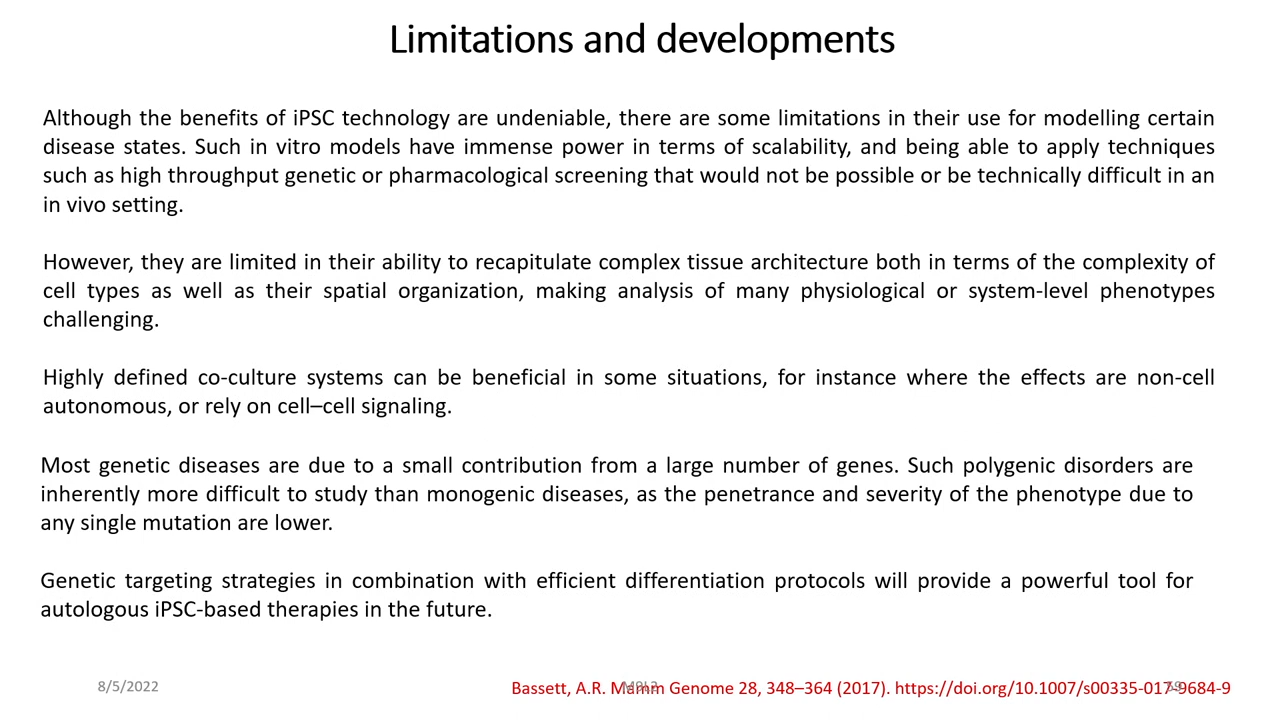 Limitations and developments
Although the benefits of iPSC technology are undeniable, there are some limitations in their use for modelling certain
disease states. Such in vitro models have immense power in terms of scalability, and being able to apply techniques
such as high throughput genetic or pharmacological screening that would not be possible or be technically difficult in an
in vivo setting.
However, they are limited in their ability to recapitulate complex tissue architecture both in terms of the complexity of
cell types as well as their spatial organization, making analysis of many physiological or system-level phenotypes
challenging.
Highly defined co-culture systems can be beneficial in some situations, for instance where the effects are non-cell
autonomous, or rely on cell–cell signaling.
Most genetic diseases are due to a small contribution from a large number of genes. Such polygenic disorders are
inherently more difficult to study than monogenic diseases, as the penetrance and severity of the phenotype due to
any single mutation are lower.
Genetic targeting strategies in combination with efficient differentiation protocols will provide a powerful tool for
autologous iPSC-based therapies in the future.
8/5/2022
Bassett, A.R. Mamm Genome 28, 348–364 (2017). https://doi.org/10.1007/s00335-017-9684-9